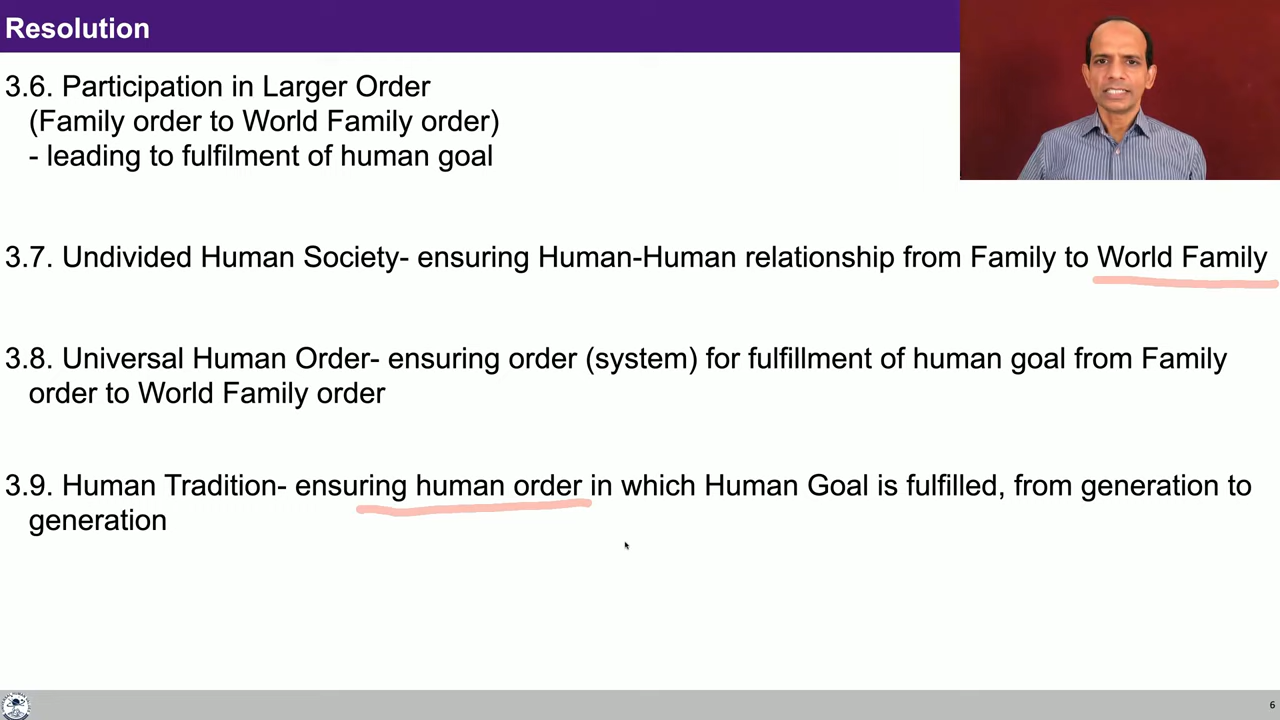 Resolution
3.6. Participation in Larger Order
(Family order to World Family order)
- leading to fulfilment of human goal
3.7. Undivided Human Society- ensuring Human-Human relationship from Family to World Family
3.8. Universal Human Order- ensuring order (system) for fulfillment of human goal from Family
order to World Family order
3.9. Human Tradition- ensuring human order in which Human Goal is fulfilled, from generation to
generation
6